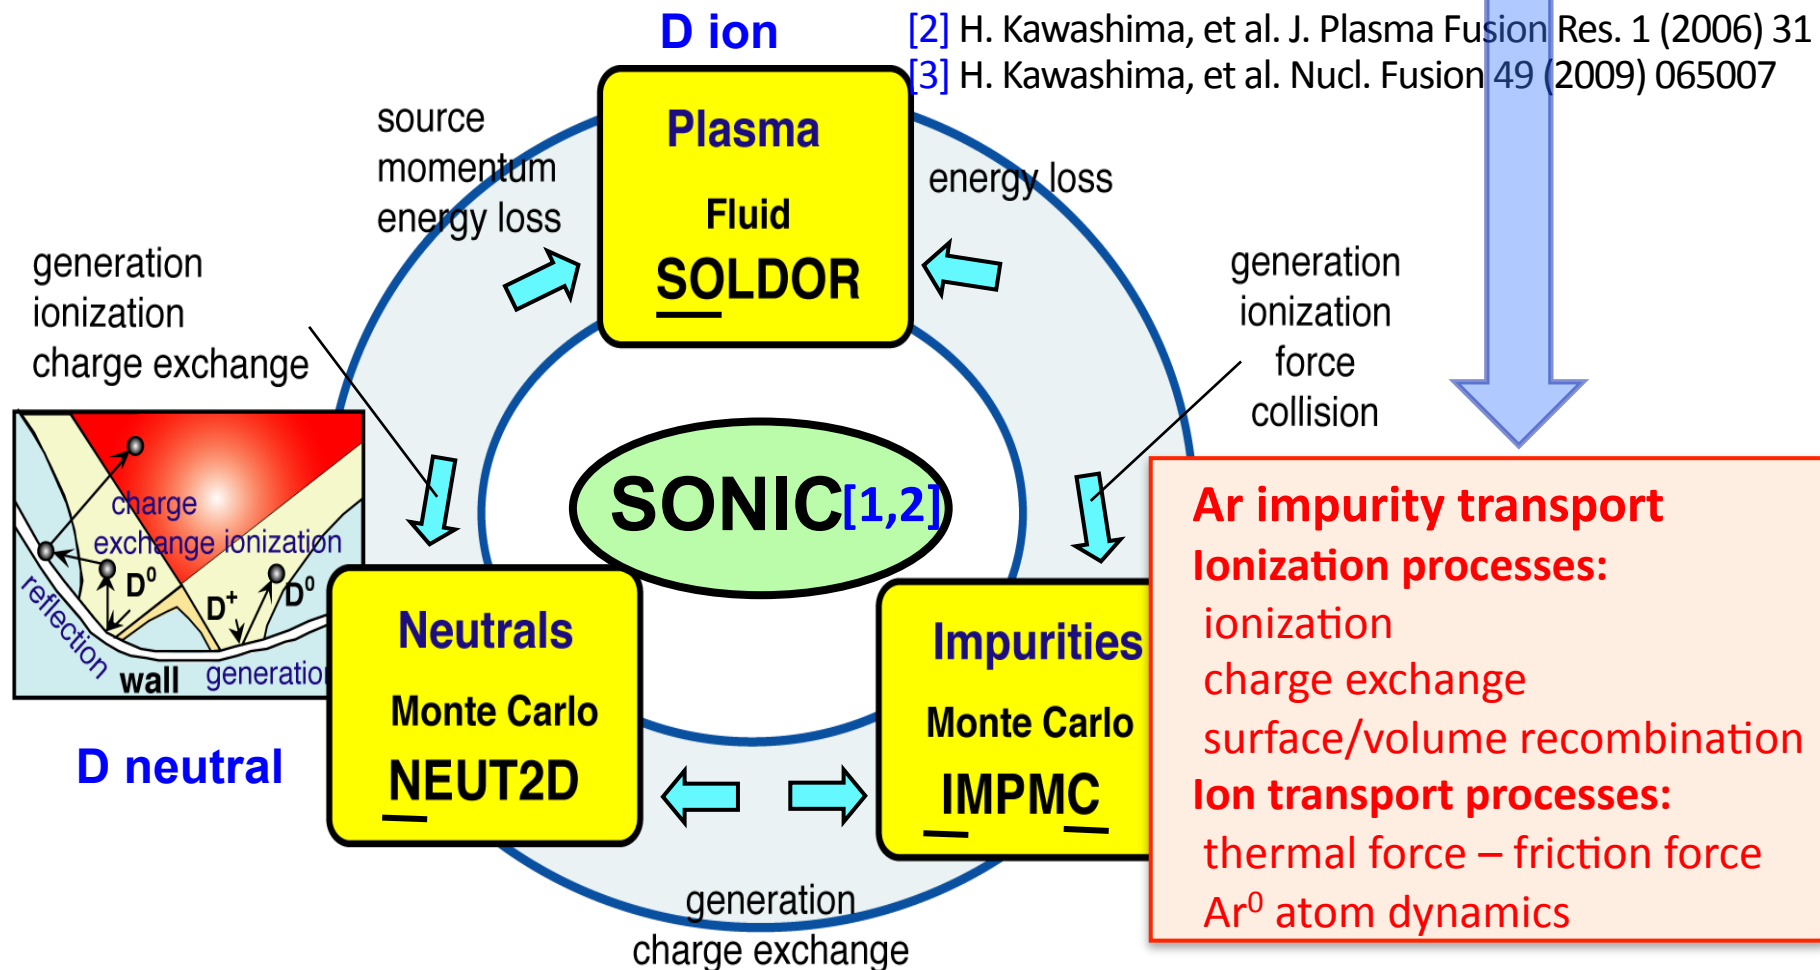 D ion
[2] H. Kawashima, et al. J. Plasma Fusion Res. 1 (2006) 31
[3] H. Kawashima, et al. Nucl. Fusion 49 (2009) 065007
source
momentum
energy loss
Plasma
Fluid
SOLDOR
energy loss
generation
ionization
charge exchange
generation
ionization
force
collision
SONIC[1,2]
charge
exchange ionization
D⁰
D⁺
D⁰
reflection
wall
generation
D neutral
Neutrals
Monte Carlo
NEUT2D
Impurities
Monte Carlo
IMPMC
generation
charge exchange
Ar impurity transport
Ionization processes:
ionization
charge exchange
surface/volume recombination
Ion transport processes:
thermal force – friction force
Ar⁰ atom dynamics